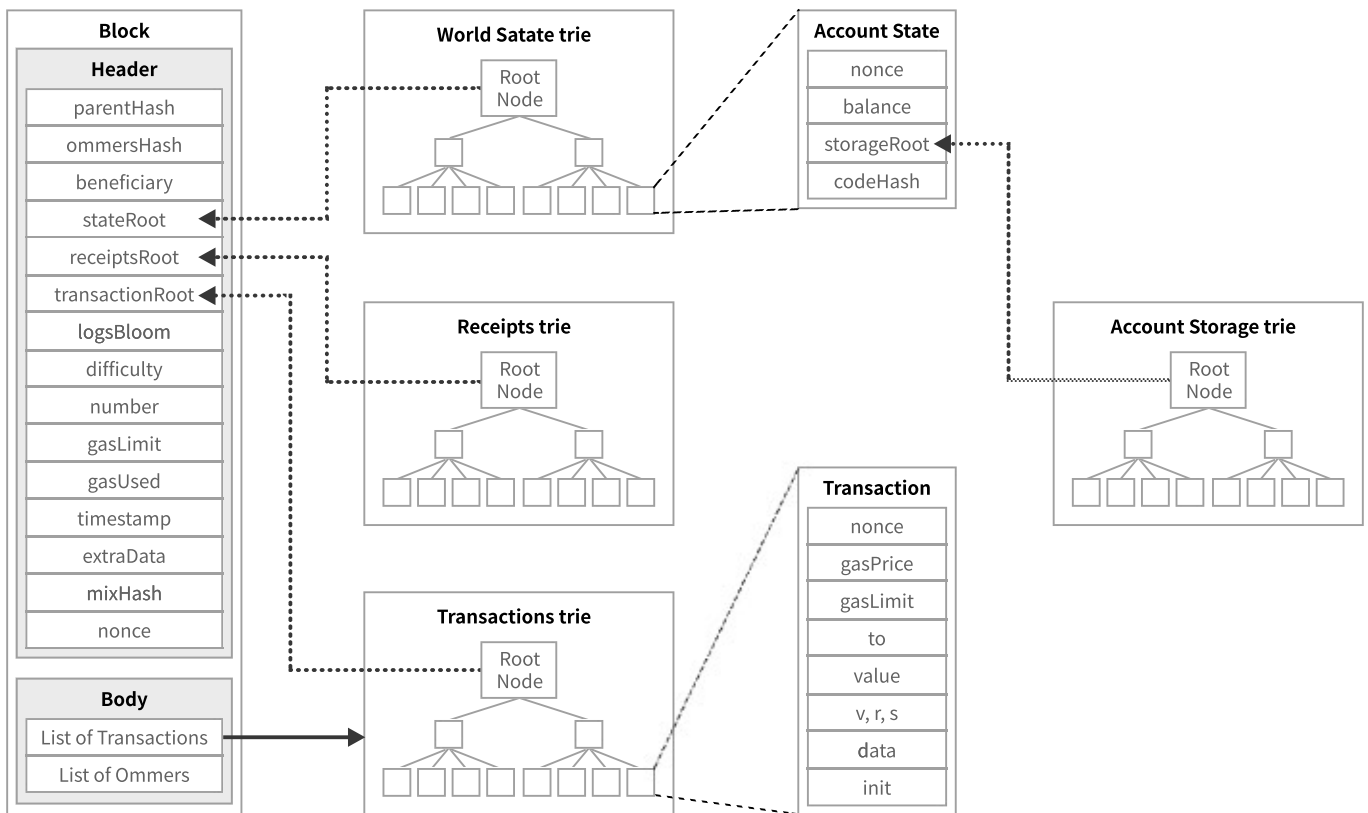 Block
Header
parentHash
ommersHash
beneficiary
stateRoot
receiptsRoot
transactionRoot
logsBloom
difficulty
number
gasLimit
gasUsed
timestamp
extraData
mixHash
nonce
Body
List of Transactions
List of Ommers
World Satate trie
Root
Node
Receipts trie
Root
Node
Transactions trie
Root
Node
Account State
nonce
balance
storageRoot
codeHash
Transaction
nonce
gasPrice
gasLimit
to
value
v, r, s
data
init
Account Storage trie
Root
Node